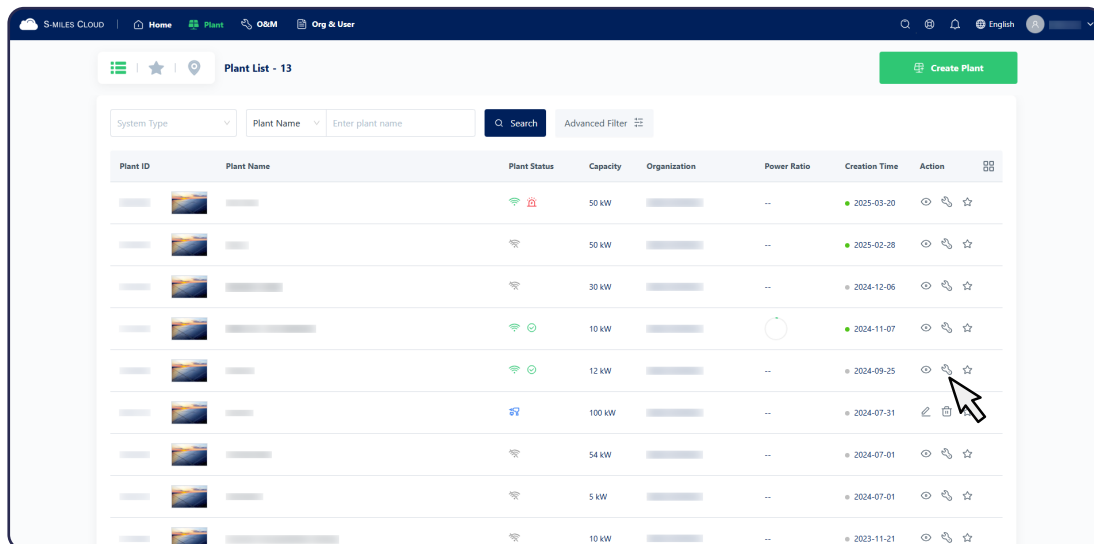 S-MILES CLOUD Home Plant O&M Org & User English
Plant List - 13 Create Plant
System Type Plant Name Enter plant name Search Advanced Filter
Plant ID Plant Name Plant Status Capacity Organization Power Ratio Creation Time Action
50 kW -- 2025-03-20
50 kW -- 2025-02-28
30 kW -- 2024-12-06
10 kW 2024-11-07
12 kW -- 2024-09-25
100 kW -- 2024-07-31
54 kW -- 2024-07-01
5 kW -- 2024-07-01
10 kW -- 2023-11-21